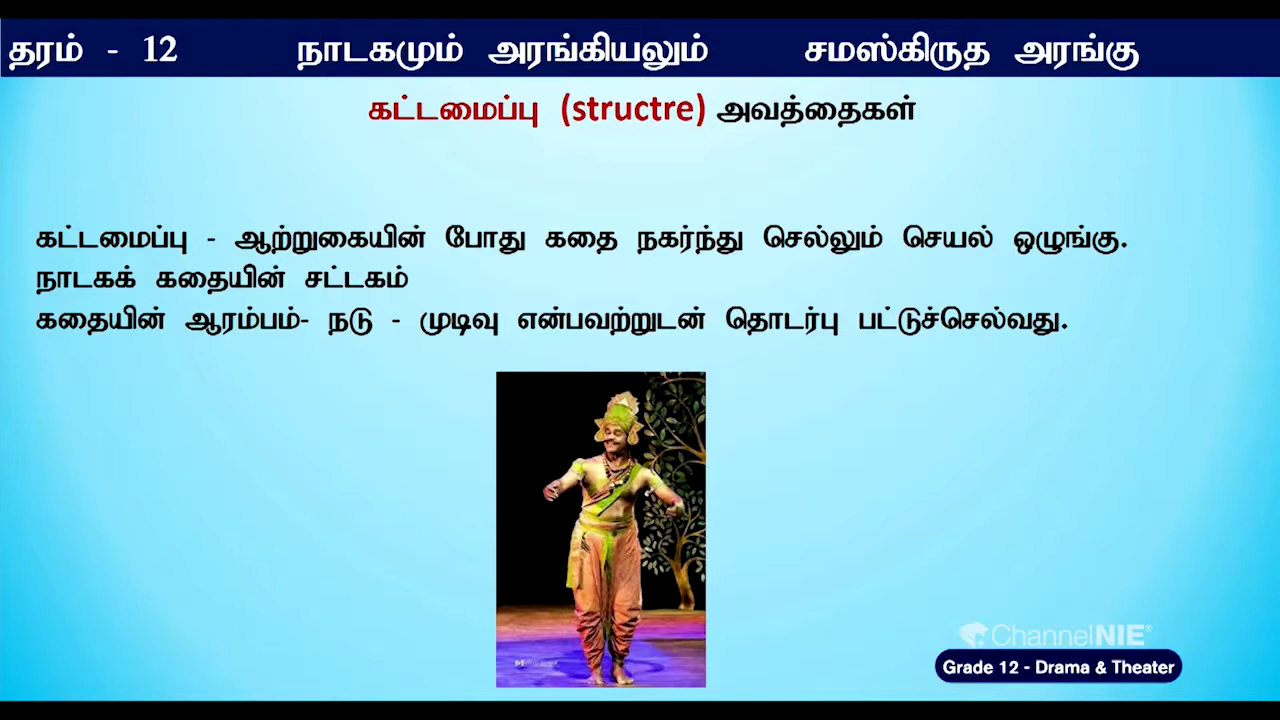 தரம் - 12 நாடகமும் அரங்கியலும் சமஸ்கிருத அரங்கு
கட்டமைப்பு (structre) அவத்தைகள்
கட்டமைப்பு - ஆற்றுகையின் போது கதை நகர்ந்து செல்லும் செயல் ஒழுங்கு.
நாடகக் கதையின் சட்டகம்
கதையின் ஆரம்பம்- நடு - முடிவு என்பவற்றுடன் தொடர்பு பட்டுச்செல்வது.
ChannelNIE
Grade 12 - Drama & Theater